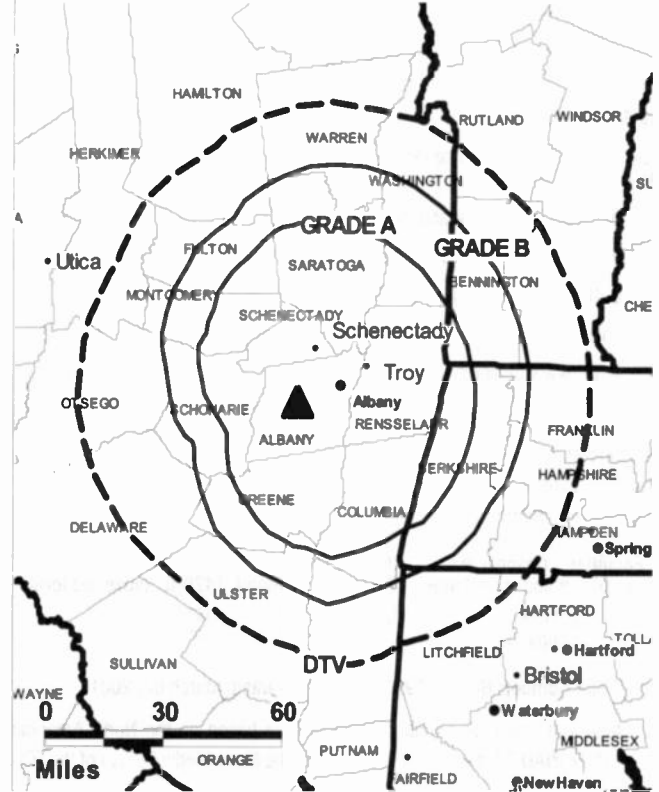 HAMILTON
RUTLAND
WINDSOR
WARREN
HERKIMER
WASHINGTON
SU
GRADE A
GRADE B
FULTON
Utica
SARATOGA
BENNINGTON
MONTGOMERY
CHE
SCHENECTADY
Schenectady
Troy
Albany
OTSEGO
SCHOHARIE
RENSSELAER
FRANKLIN
ALBANY
BERKSHIRE
HAMPSHIRE
GREENE
COLUMBIA
DELAWARE
HAMPDEN
Spring
ULSTER
HARTFORD
TOLL
LITCHFIELD
Hartford
SULLIVAN
DTV
Bristol
WAYNE
Waterbury
0 30 60
MIDDLESEX
PUTNAM
ORANGE
Miles
FAIRFIELD
New Haven